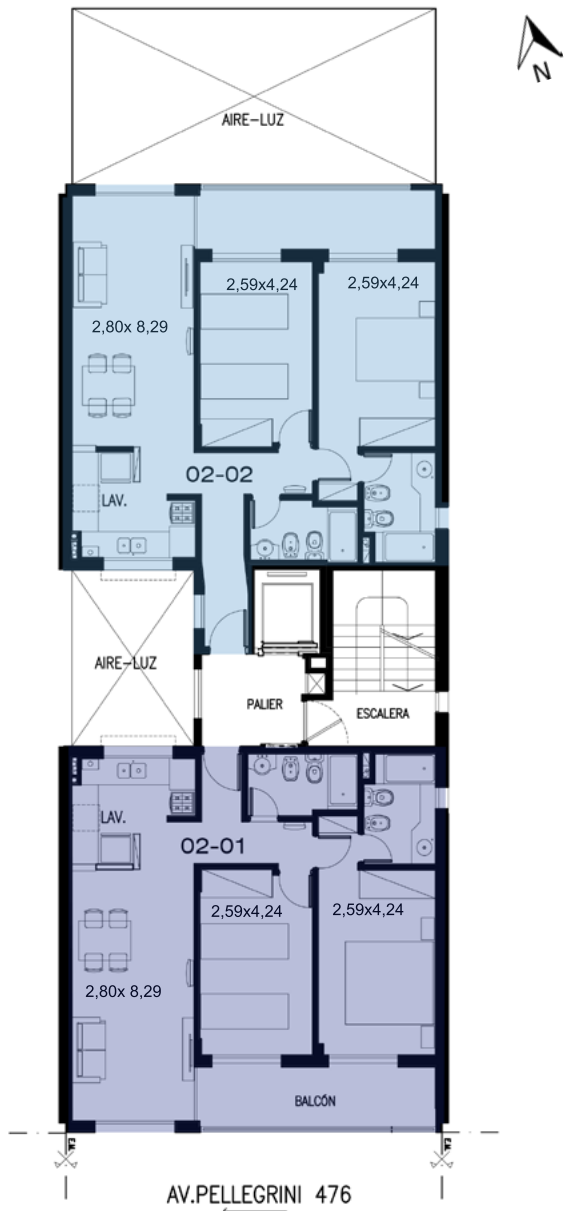 N
AIRE-LUZ
2,59x4,24
2,59x4,24
2,80x 8,29
02-02
LAV.
AIRE-LUZ
PALIER
ESCALERA
LAV.
02-01
2,59x4,24
2,59x4,24
2,80x 8,29
BALCÓN
E.M.
E.M.
AV.PELLEGRINI 476